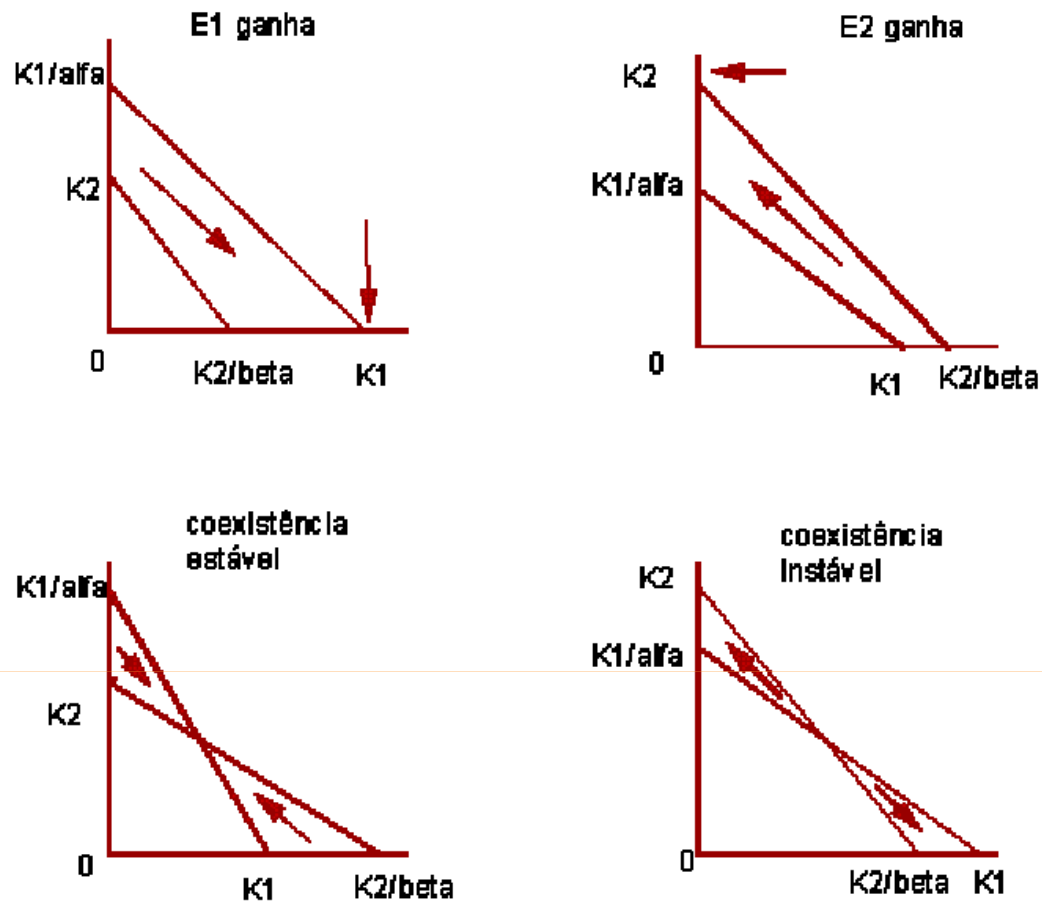 E1 ganha
K1/alfa
K2
0
K2/beta
K1
E2 ganha
K2
K1/alfa
0
K1
K2/beta
coexistência
estável
K1/alfa
K2
0
K1
K2/beta
coexistência
Instável
K2
K1/alfa
0
K2/beta
K1